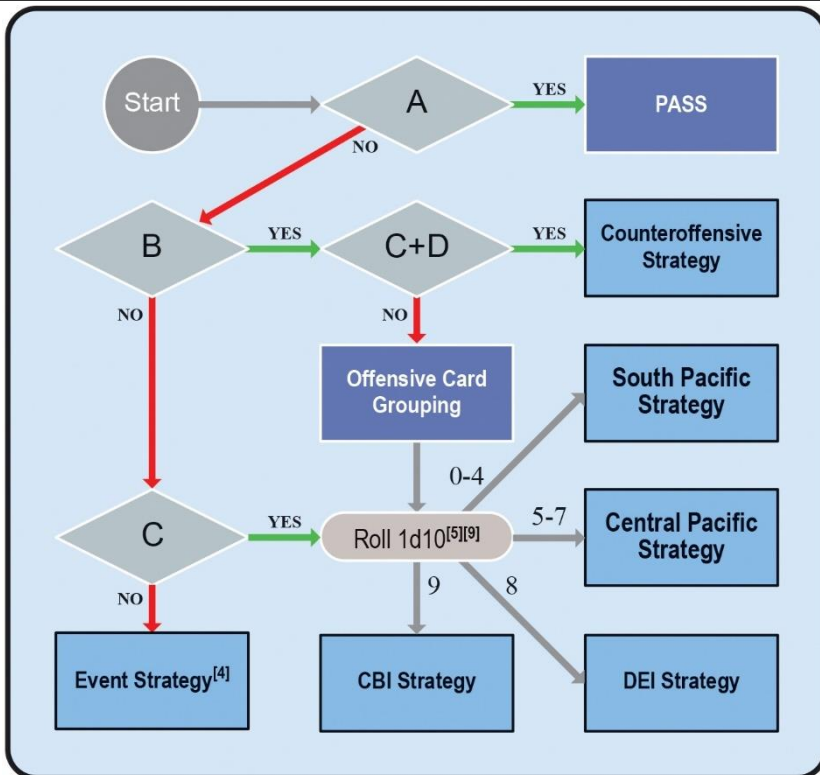 Start
A
YES
PASS
NO
B
YES
C+D
YES
Counteroffensive
Strategy
NO
NO
Offensive Card
Grouping
South Pacific
Strategy
0-4
C
YES
Roll 1d10[5][9]
5-7
Central Pacific
Strategy
NO
9
8
Event Strategy[4]
CBI Strategy
DEI Strategy